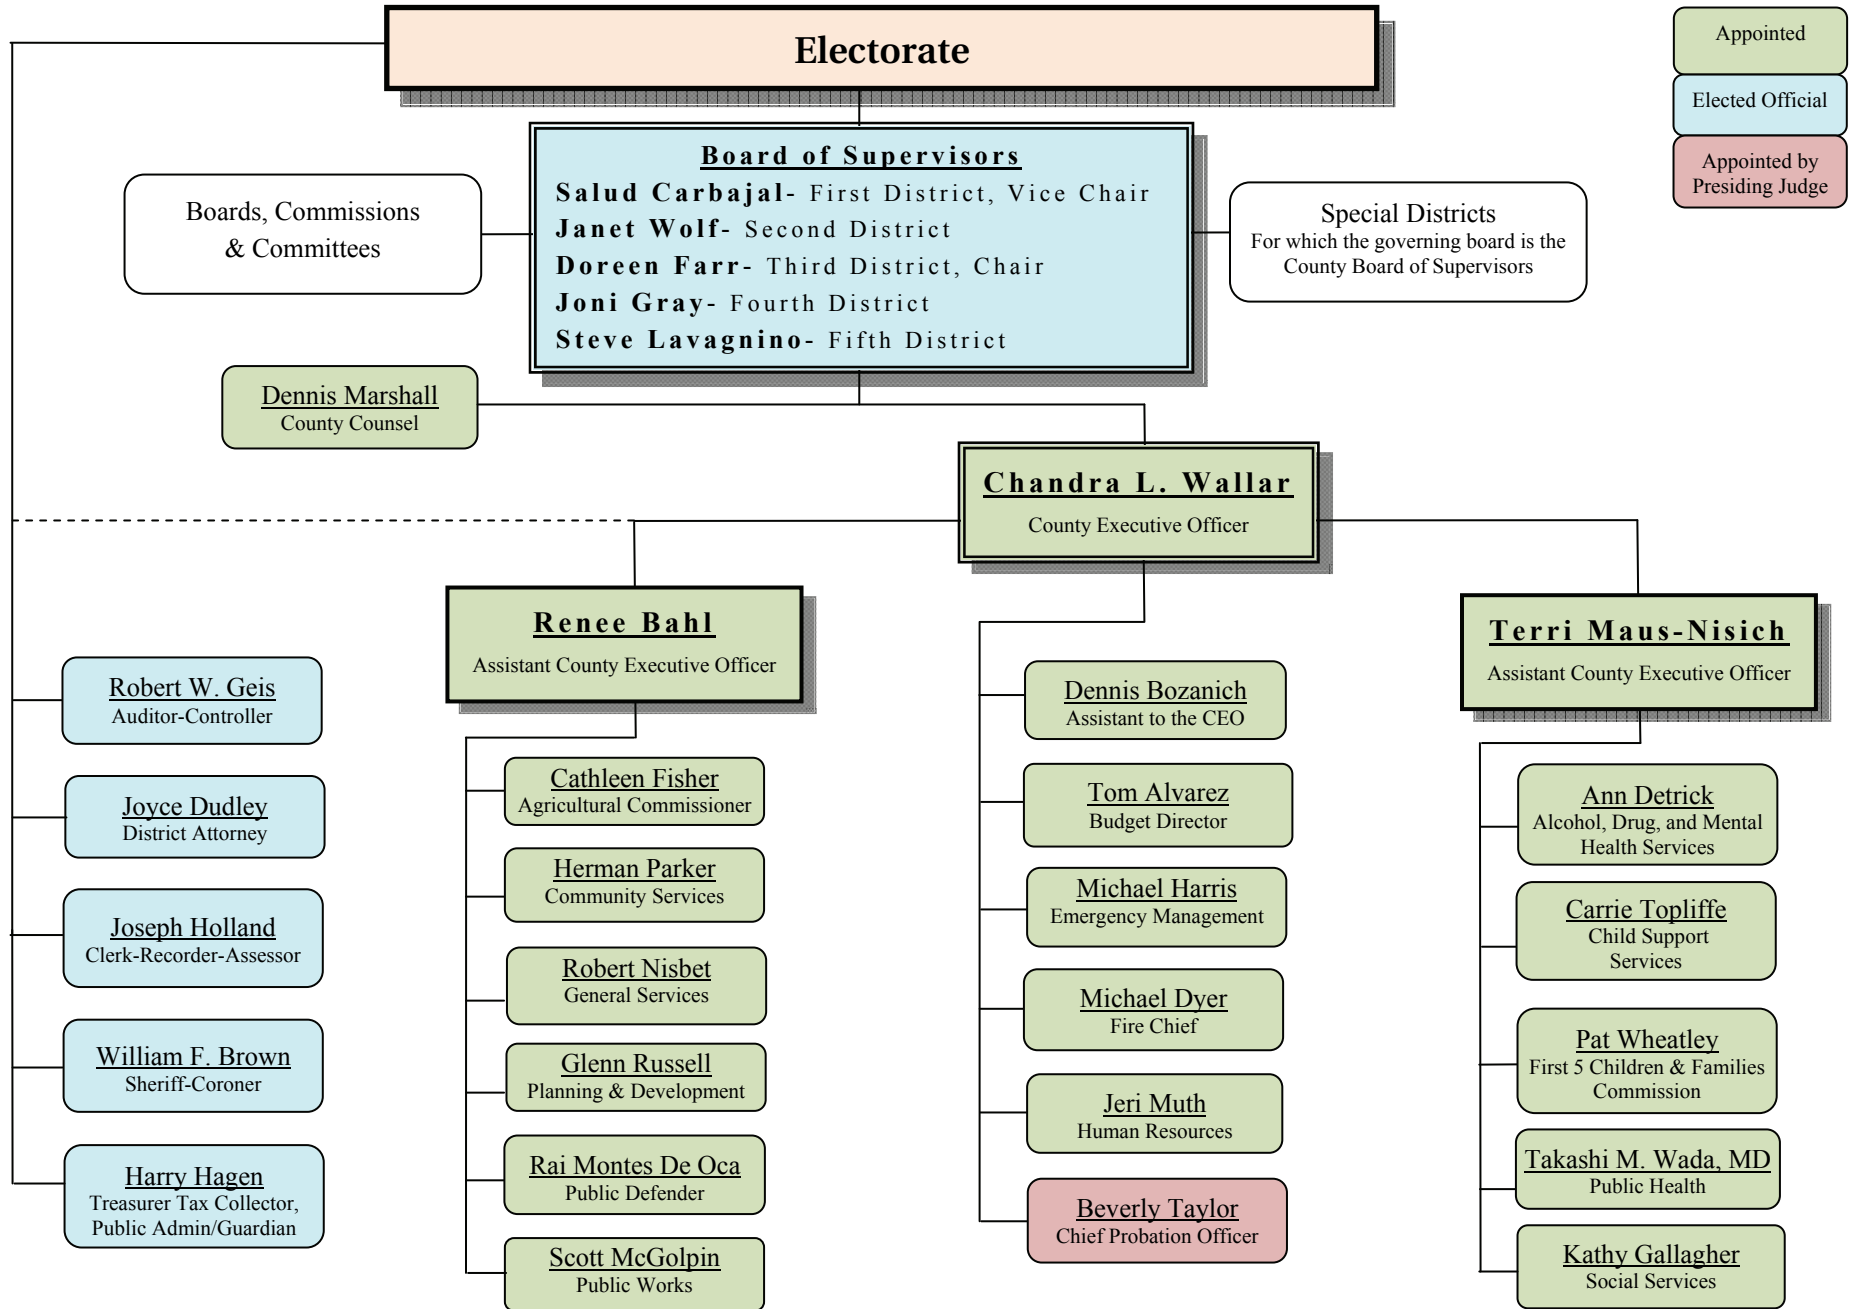 Electorate
Appointed
Elected Official
Appointed by
Presiding Judge
Board of Supervisors
Salud Carbajal- First District, Vice Chair
Janet Wolf- Second District
Doreen Farr- Third District, Chair
Joni Gray- Fourth District
Steve Lavagnino- Fifth District
Boards, Commissions
& Committees
Special Districts
For which the governing board is the
County Board of Supervisors
Dennis Marshall
County Counsel
Chandra L. Wallar
County Executive Officer
Robert W. Geis
Auditor-Controller
Joyce Dudley
District Attorney
Joseph Holland
Clerk-Recorder-Assessor
William F. Brown
Sheriff-Coroner
Harry Hagen
Treasurer Tax Collector,
Public Admin/Guardian
Renee Bahl
Assistant County Executive Officer
Cathleen Fisher
Agricultural Commissioner
Herman Parker
Community Services
Robert Nisbet
General Services
Glenn Russell
Planning & Development
Rai Montes De Oca
Public Defender
Scott McGolpin
Public Works
Dennis Bozanich
Assistant to the CEO
Tom Alvarez
Budget Director
Michael Harris
Emergency Management
Michael Dyer
Fire Chief
Jeri Muth
Human Resources
Beverly Taylor
Chief Probation Officer
Terri Maus-Nisich
Assistant County Executive Officer
Ann Detrick
Alcohol, Drug, and Mental
Health Services
Carrie Topliffe
Child Support
Services
Pat Wheatley
First 5 Children & Families
Commission
Takashi M. Wada, MD
Public Health
Kathy Gallagher
Social Services